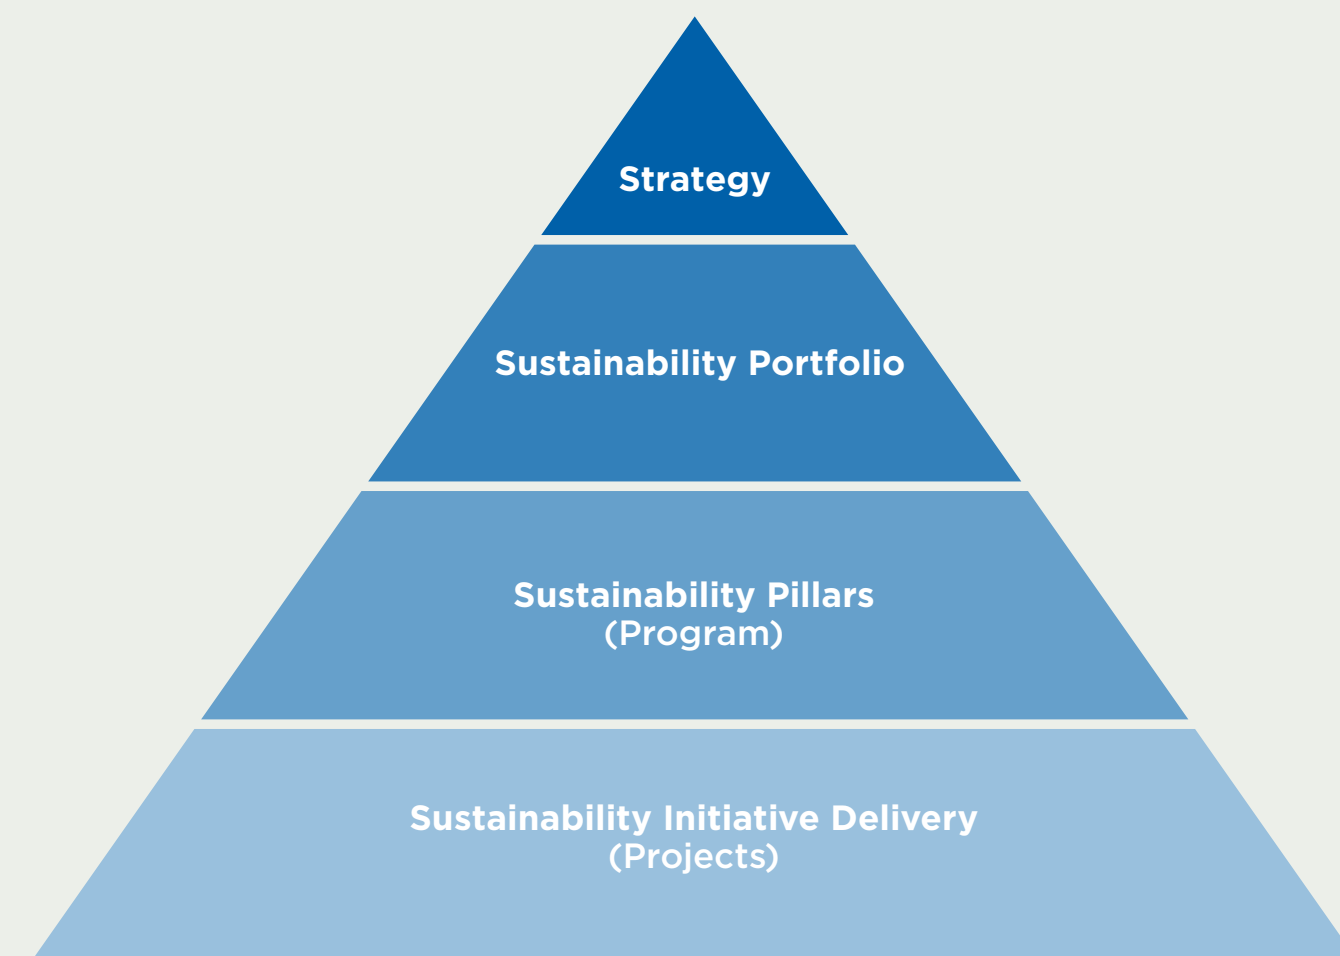 Strategy
Sustainability Portfolio
Sustainability Pillars
(Program)
Sustainability Initiative Delivery
(Projects)